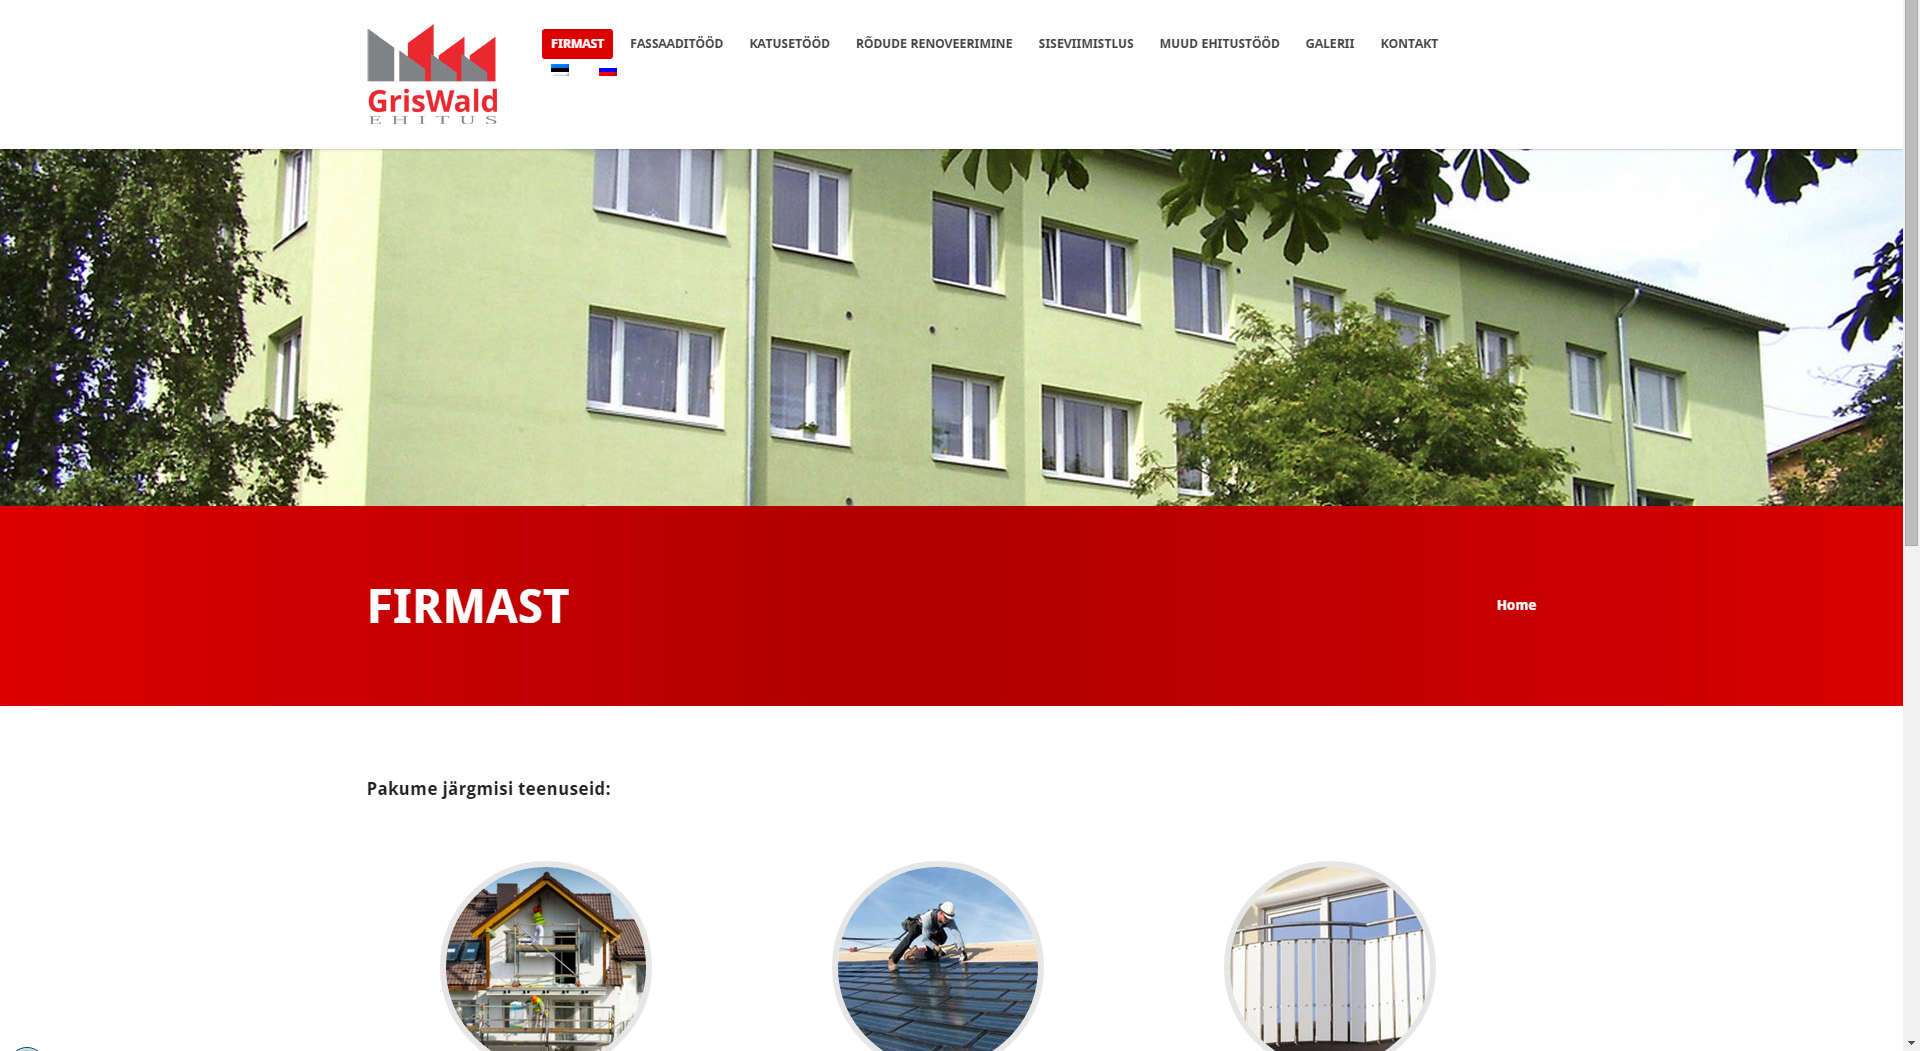 FIRMAST FASSAADITÖÖD KATUSETÖÖD RÕDUDE RENOVEERIMINE SISEVIIMISTLUS MUUD EHITUSTÖÖD GALERII KONTAKT
GrisWald
EHITUS
FIRMAST
Home
Pakume järgmisi teenuseid: